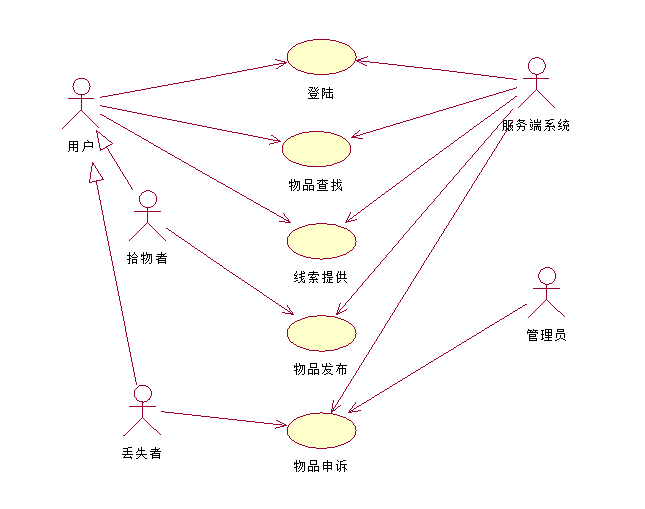 登陆
服务端系统
用户
物品查找
拾物者
线索提供
管理员
物品发布
丢失者
物品申诉